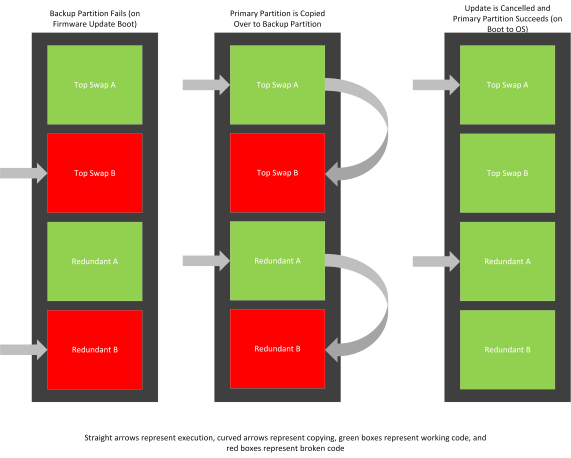 Backup Partition Fails (on
Firmware Update Boot)
Top Swap A
Top Swap B
Redundant A
Redundant B
Primary Partition is Copied
Over to Backup Partition
Top Swap A
Top Swap B
Redundant A
Redundant B
Update is Cancelled and
Primary Partition Succeeds (on
Boot to OS)
Top Swap A
Top Swap B
Redundant A
Redundant B
Straight arrows represent execution, curved arrows represent copying, green boxes represent working code, and
red boxes represent broken code